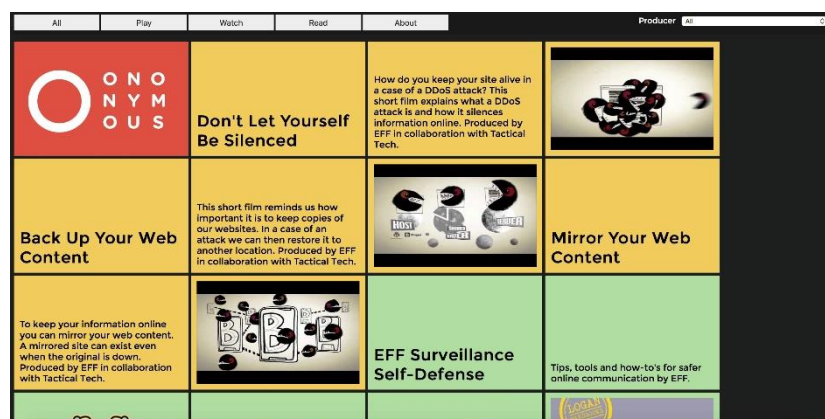 All
Play
Watch
Read
About
Producer
All
O N O
N Y M
O U S
Don't Let Yourself
Be Silenced
How do you keep your site alive in
a case of a DDoS attack? This
short film explains what a DDoS
attack is and how it silences
information online. Produced by
EFF in collaboration with Tactical
Tech.
Back Up Your Web
Content
This short film reminds us how
important it is to keep copies of
our websites. In a case of an
attack we can then restore it to
another location. Produced by EFF
in collaboration with Tactical Tech.
HOST
Mirror Your Web
Content
To keep your information online
you can mirror your web content.
A mirrored site can exist even
when the original is down.
Produced by EFF in collaboration
with Tactical Tech.
B B B
EFF Surveillance
Self-Defense
Tips, tools and how-to's for safer
online communication by EFF.
LOGAN